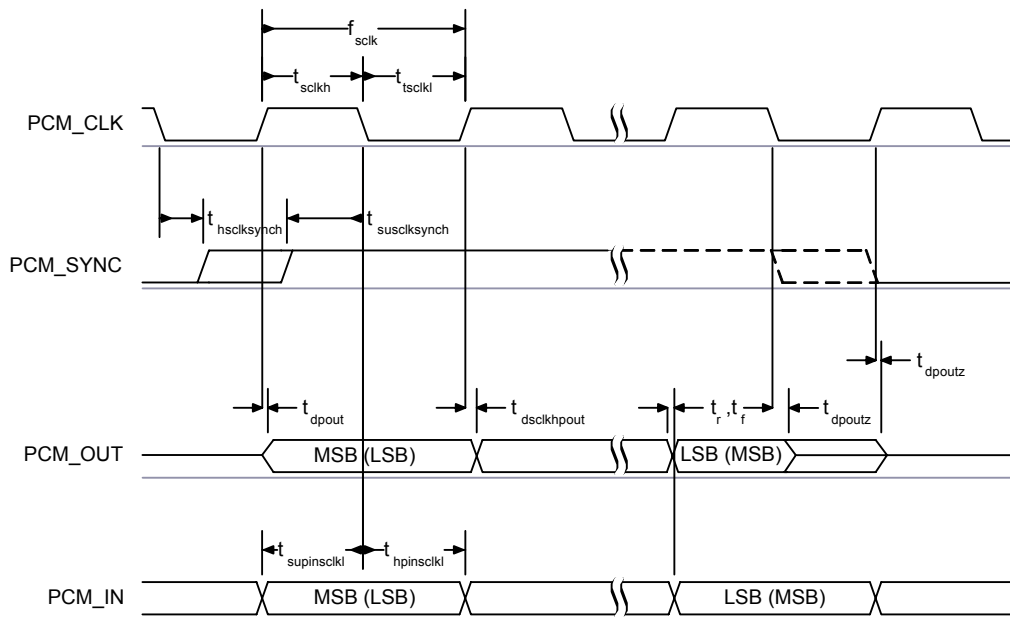 f sclk
t sclkh
t tsclkl
PCM_CLK
t hsclksynch
t susclksynch
PCM_SYNC
t dpoutz
t dpout
t dsclkhpout
t r ,t f
t dpoutz
PCM_OUT
MSB (LSB)
LSB (MSB)
t supinsclkl
t hpinsclkl
PCM_IN
MSB (LSB)
LSB (MSB)